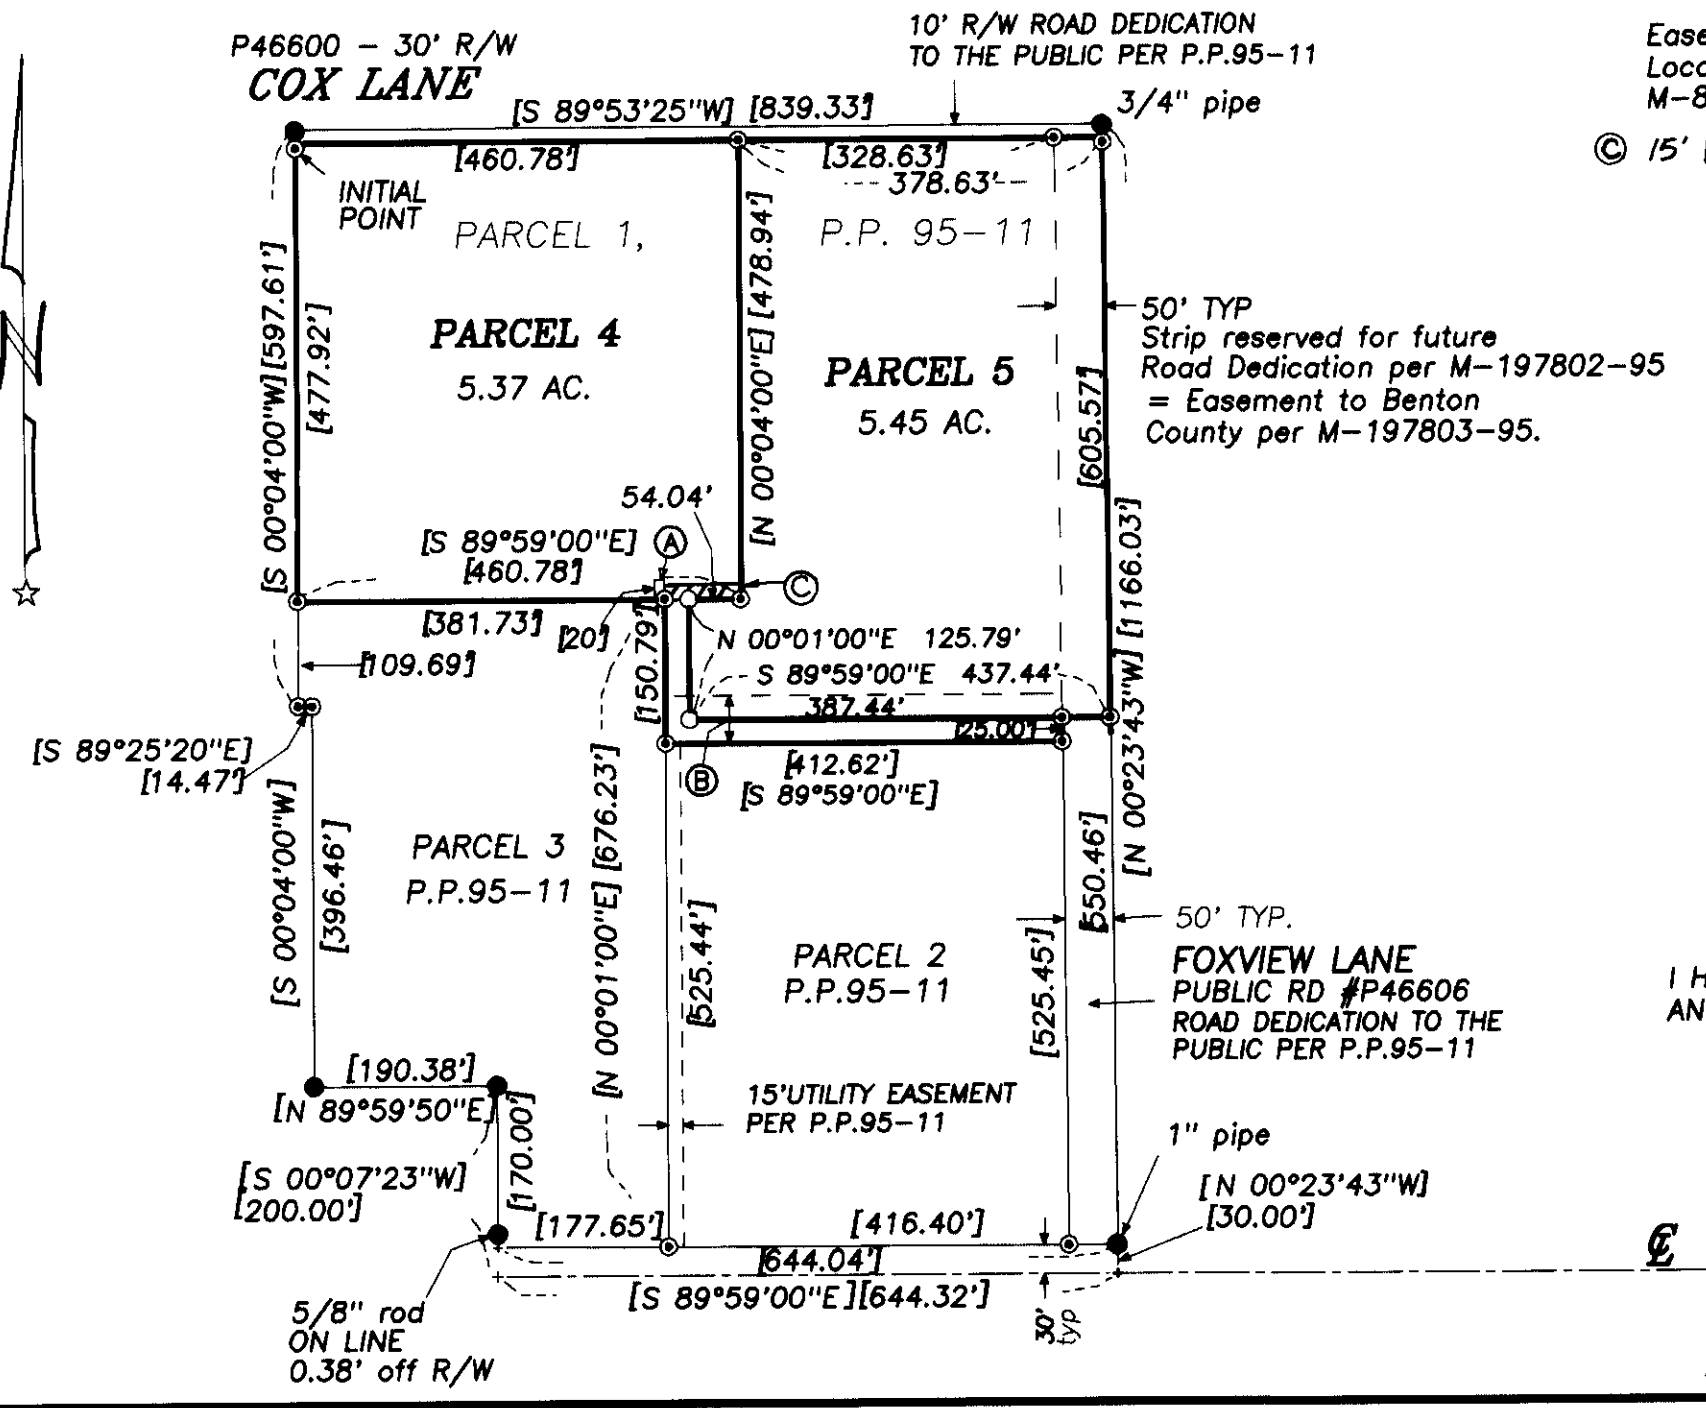 P46600 – 30' R/W
COX LANE
10' R/W ROAD DEDICATION
TO THE PUBLIC PER P.P.95–11
[S 89°53'25"W] [839.33']
3/4" pipe
[460.78']
[328.63']
378.63'
INITIAL
POINT
PARCEL 1,
P.P. 95–11
[S 00°04'00"W][597.61']
[477.92']
[N 00°04'00"E] [478.94']
PARCEL 4
5.37 AC.
PARCEL 5
5.45 AC.
50' TYP
Strip reserved for future
Road Dedication per M–197802–95
= Easement to Benton
County per M–197803–95.
[605.57']
[N 00°23'43"W] [1166.03']
54.04'
[S 89°59'00"E]
[460.78']
A
C
[381.73']
[20']
[150.79']
N 00°01'00"E 125.79'
S 89°59'00"E 437.44'
387.44'
[25.00']
[109.69']
[S 89°25'20"E]
[14.47']
B
[412.62']
[S 89°59'00"E]
[S 00°04'00"W]
[396.46']
PARCEL 3
P.P.95–11
[N 00°01'00"E] [676.23']
[525.44']
PARCEL 2
P.P.95–11
[525.45']
[550.46']
50' TYP.
FOXVIEW LANE
PUBLIC RD #P46606
ROAD DEDICATION TO THE
PUBLIC PER P.P.95–11
[190.38']
[N 89°59'50"E]
[170.00']
15'UTILITY EASEMENT
PER P.P.95–11
[S 00°07'23"W]
[200.00']
1" pipe
[N 00°23'43"W]
[30.00']
[177.65']
[416.40']
[644.04']
[S 89°59'00"E][644.32']
30'
typ
5/8" rod
ON LINE
0.38' off R/W
Ease
Loca
M–8
© 15'
I H
AN
N